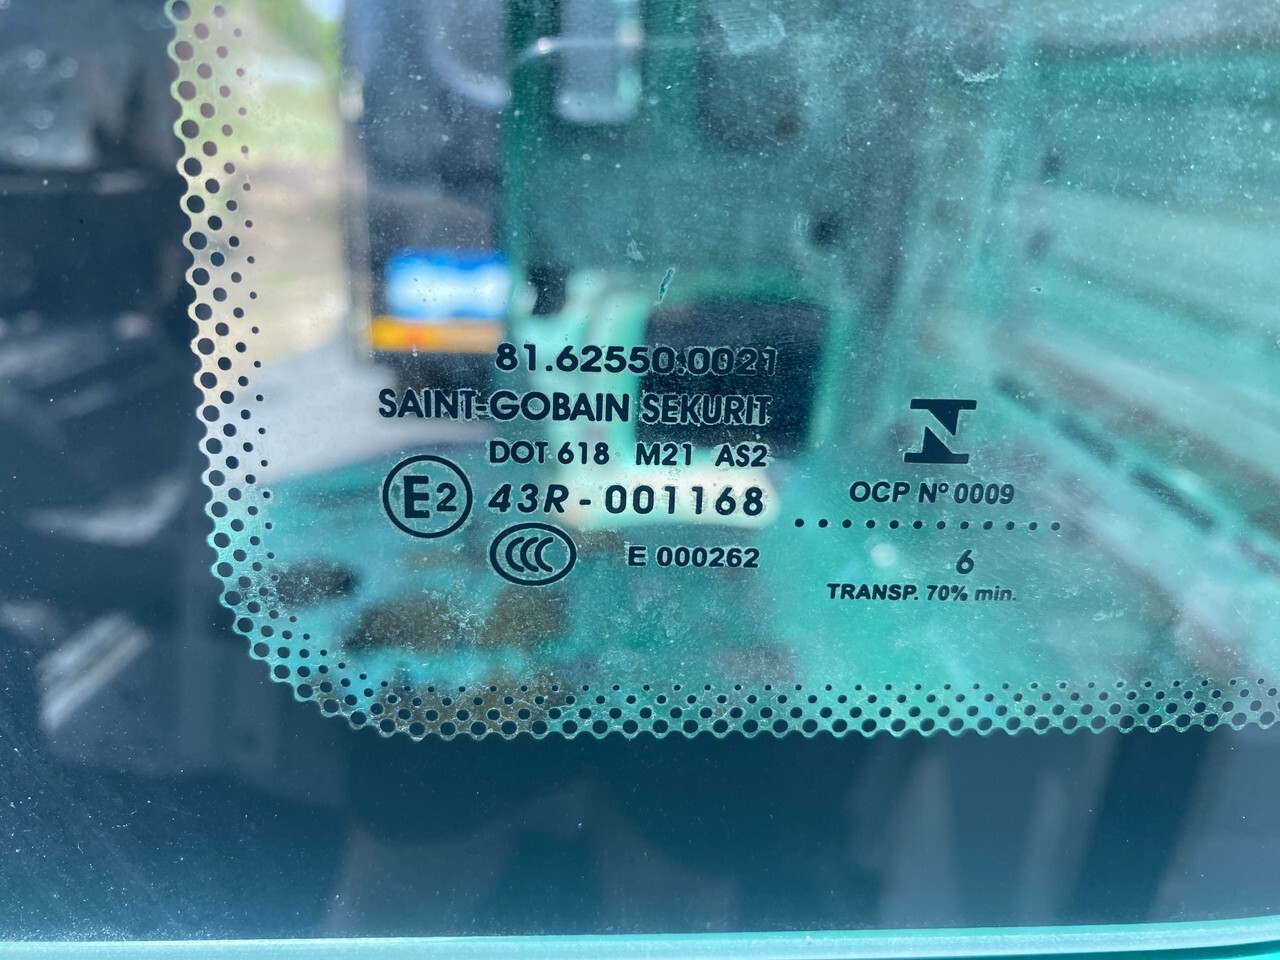 81.62550.0021
SAINT-GOBAIN SEKURIT
DOT 618 M21 AS2
E2 43R - 001168
CCC E 000262
N
OCP Nº 0009
6
TRANSP. 70% min.